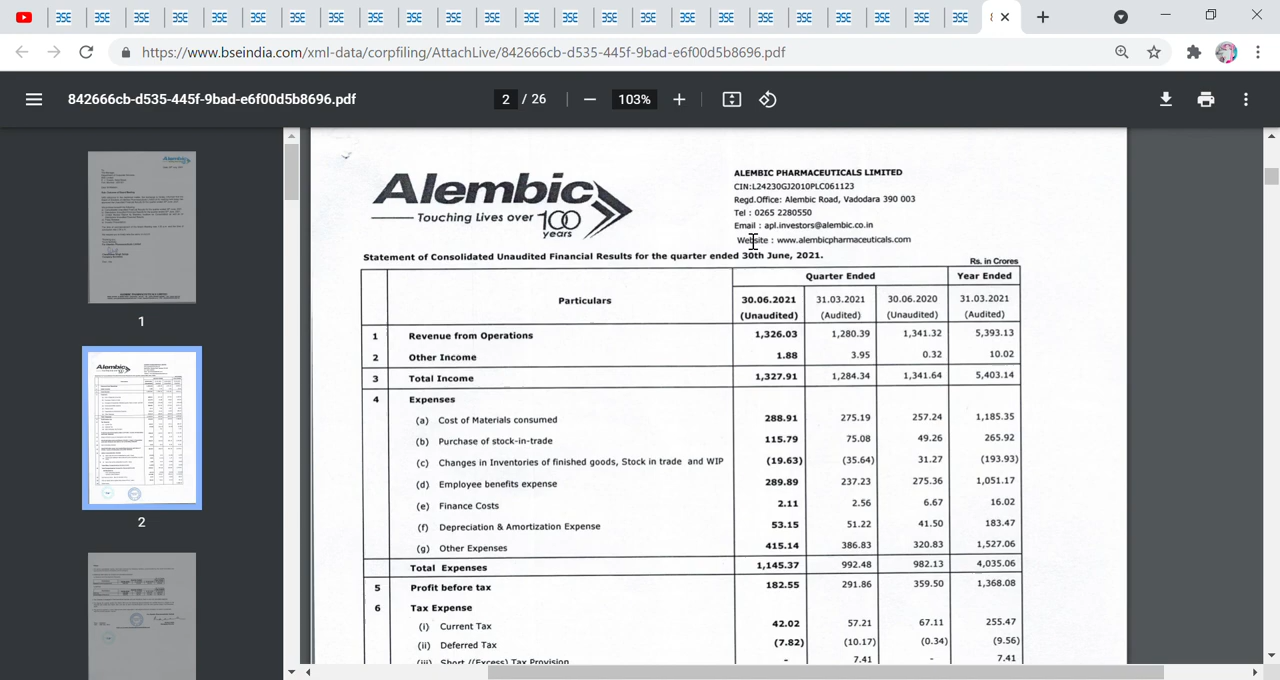 https://www.bseindia.com/xml-data/corpfiling/AttachLive/842666cb-d535-445f-9bad-e6f00d5b8696.pdf
842666cb-d535-445f-9bad-e6f00d5b8696.pdf 2 / 26 103%
1
2
Alembic
Touching Lives over 100 years
ALEMBIC PHARMACEUTICALS LIMITED
CIN:L24230GJ2010PLC061123
Regd.Office: Alembic Road, Vadodara 390 003
Tel : 0265 2280550
Email : apl.investors@alembic.co.in
Website : www.alembicpharmaceuticals.com
Statement of Consolidated Unaudited Financial Results for the quarter ended 30th June, 2021.
Rs. in Crores
Particulars Quarter Ended Year Ended
30.06.2021 31.03.2021 30.06.2020 31.03.2021
(Unaudited) (Audited) (Unaudited) (Audited)
1 Revenue from Operations 1,326.03 1,280.39 1,341.32 5,393.13
2 Other Income 1.88 3.95 0.32 10.02
3 Total Income 1,327.91 1,284.34 1,341.64 5,403.14
4 Expenses
(a) Cost of Materials consumed 288.91 275.19 257.24 1,185.35
(b) Purchase of stock-in-trade 115.79 75.08 49.26 265.92
(c) Changes in Inventories of Finished goods, Stock in trade and WIP (19.63) (35.64) 31.27 (193.93)
(d) Employee benefits expense 289.89 237.23 275.36 1,051.17
(e) Finance Costs 2.11 2.56 6.67 16.02
(f) Depreciation & Amortization Expense 53.15 51.22 41.50 183.47
(g) Other Expenses 415.14 386.83 320.83 1,527.06
Total Expenses 1,145.37 992.48 982.13 4,035.06
5 Profit before tax 182.55 291.86 359.50 1,368.08
6 Tax Expense
(i) Current Tax 42.02 57.21 67.11 255.47
(ii) Deferred Tax (7.82) (10.17) (0.34) (9.56)
(iii) Short /(Excess) Tax Provision - 7.41 - 7.41